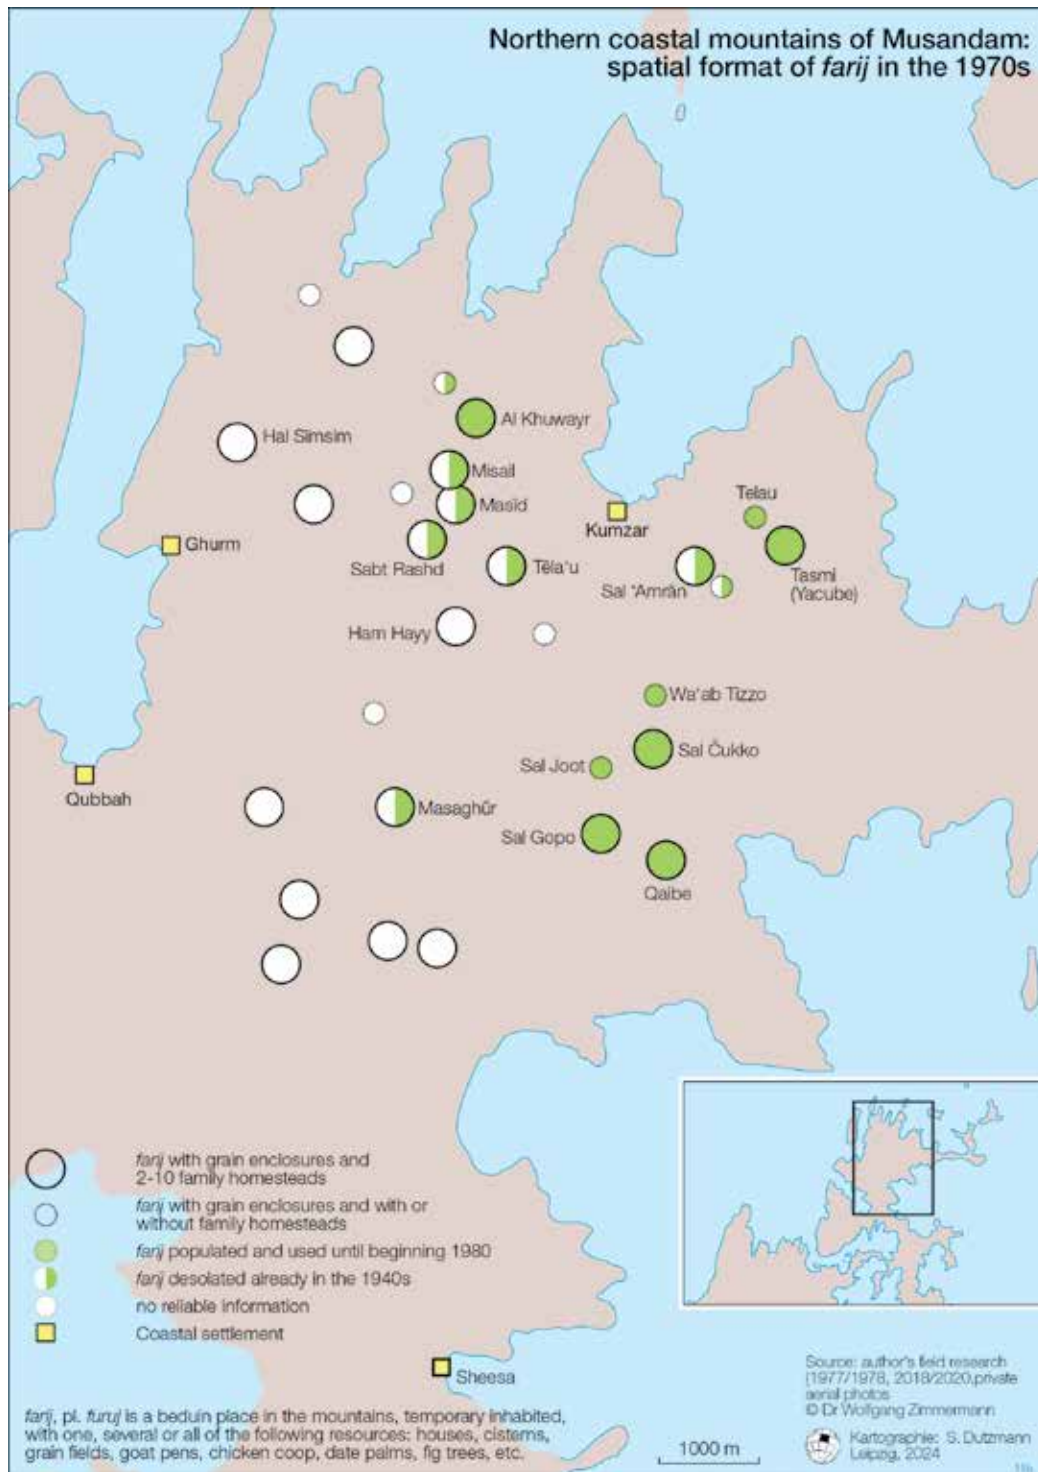 Northern coastal mountains of Musandam:
spatial format of farij in the 1970s
Al Khuwayr
Hal Simsim
Misail
Masid
Telau
Kumzar
Ghurm
Sabt Rashd
Tēla'u
Sal 'Amrān
Tasmi
(Yacube)
Ham Hayy
Wa'ab Tizzo
Sal Čukko
Sal Joot
Qubbah
Masaghūr
Sal Gopo
Qaibe
farij with grain enclosures and
2-10 family homesteads
farij with grain enclosures and with or
without family homesteads
farij populated and used until beginning 1980
farij desolated already in the 1940s
no reliable information
Coastal settlement
Sheesa
farij, pl. furuj is a beduin place in the mountains, temporary inhabited,
with one, several or all of the following resources: houses, cisterns,
grain fields, goat pens, chicken coop, date palms, fig trees, etc.
1000 m
Source: author's field research
(1977/1978, 2018/2020,private
aerial photos
© Dr Wolfgang Zimmermann
Kartographie: S. Dutzmann
Leipzig, 2024